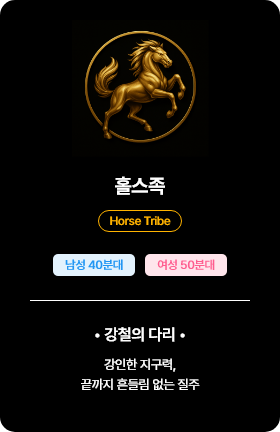 홀스족
Horse Tribe
남성 40분대
여성 50분대
• 강철의 다리 •
강인한 지구력,
끝까지 흔들림 없는 질주